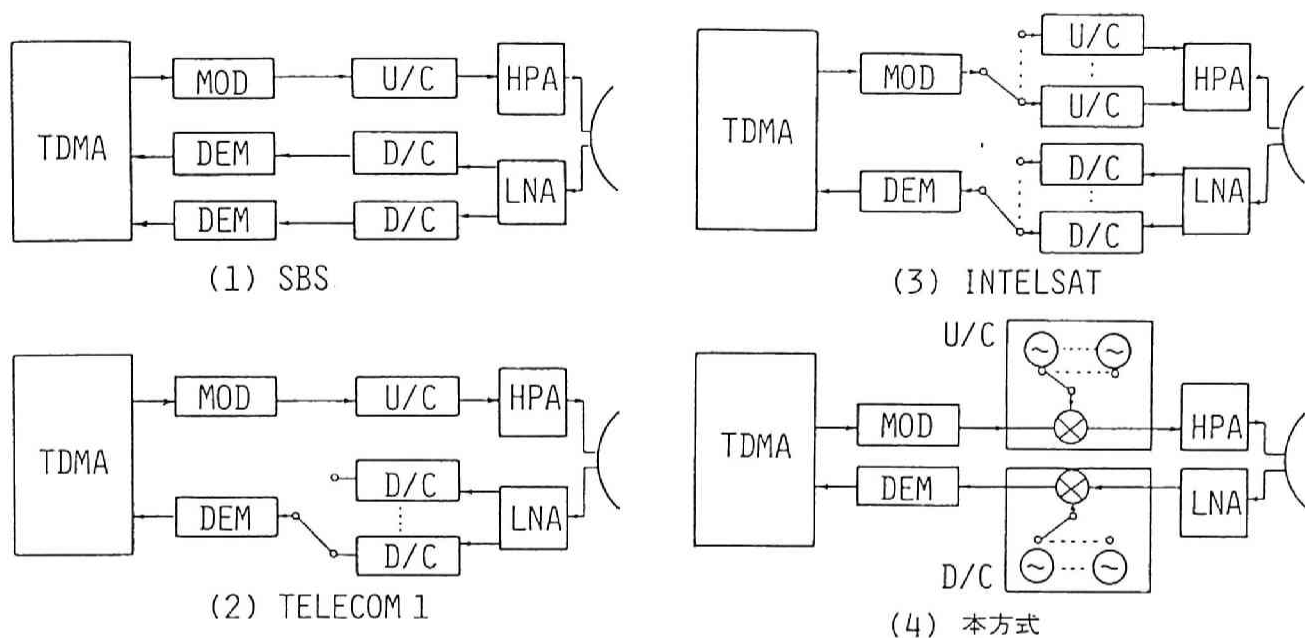 TDMA
MOD
U/C
HPA
DEM
D/C
LNA
DEM
D/C
(1) SBS
TDMA
MOD
U/C
HPA
D/C
LNA
DEM
D/C
(2) TELECOM 1
TDMA
MOD
U/C
U/C
HPA
D/C
DEM
D/C
LNA
(3) INTELSAT
U/C
TDMA
MOD
HPA
DEM
LNA
D/C
(4) 本方式